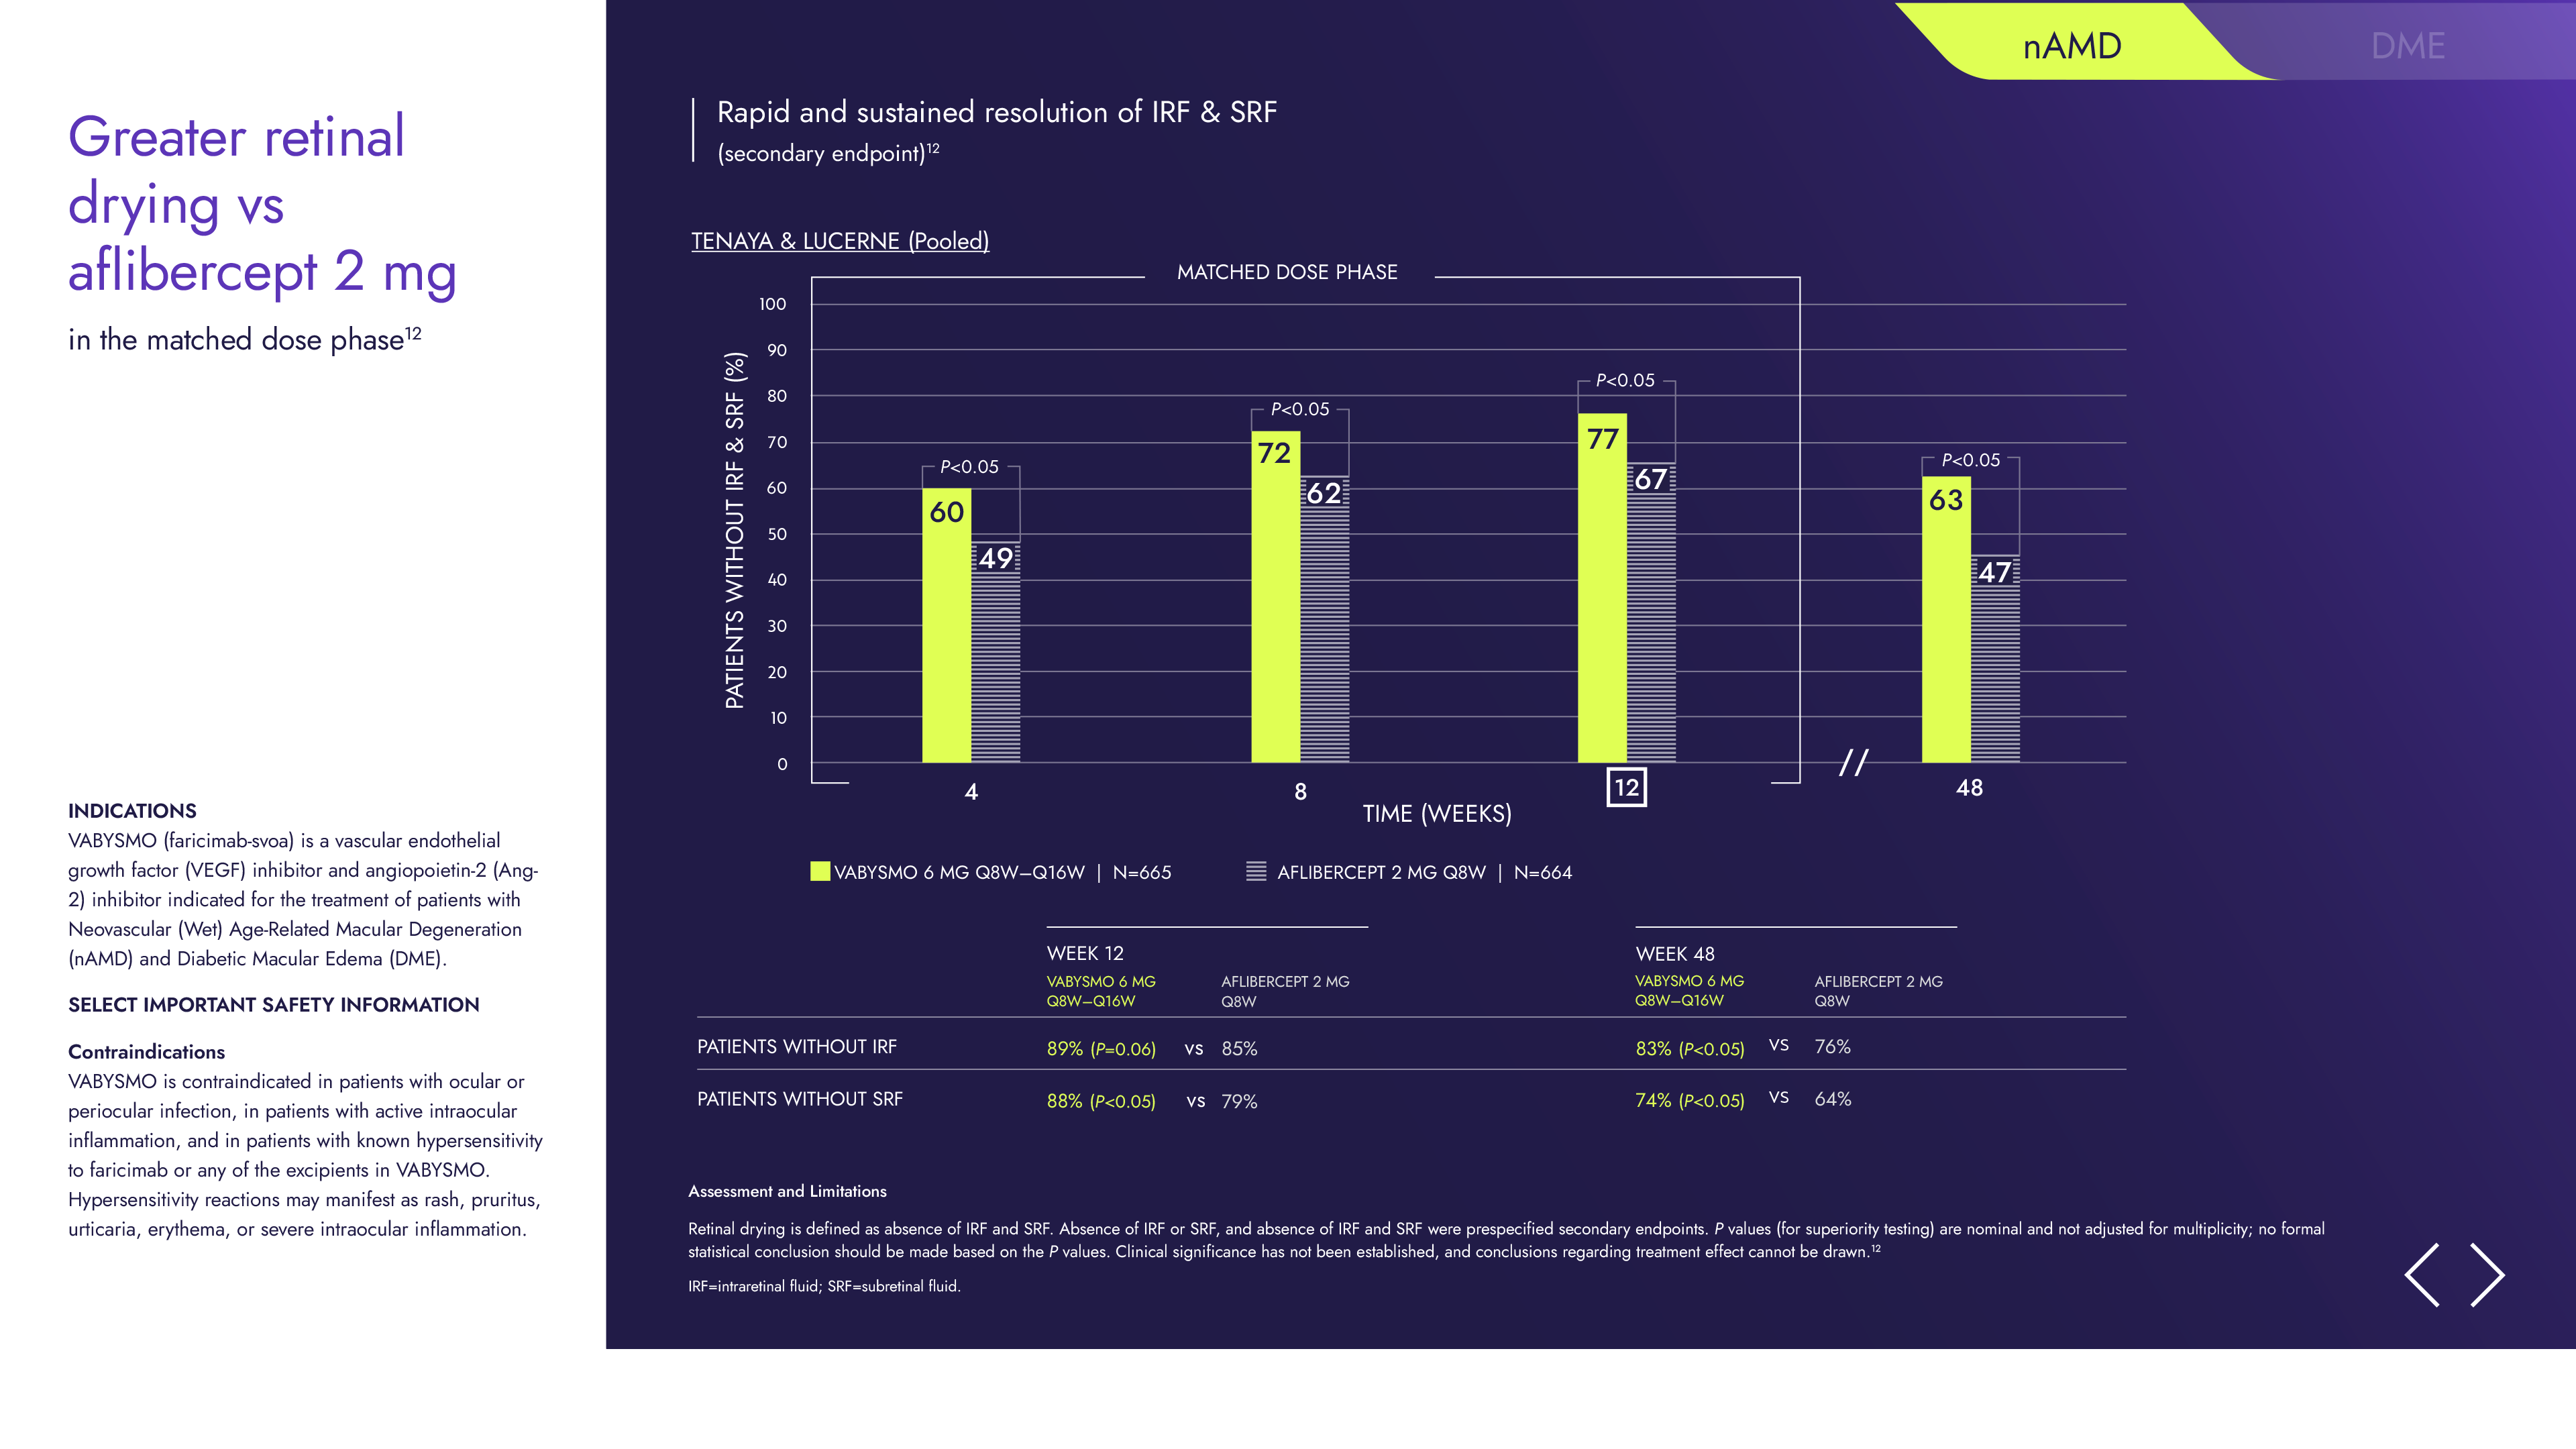 nAMD
DME
Greater retinal
drying vs
aflibercept 2 mg
in the matched dose phase¹²
INDICATIONS
VABYSMO (faricimab-svoa) is a vascular endothelial
growth factor (VEGF) inhibitor and angiopoietin-2 (Ang-
2) inhibitor indicated for the treatment of patients with
Neovascular (Wet) Age-Related Macular Degeneration
(nAMD) and Diabetic Macular Edema (DME).
SELECT IMPORTANT SAFETY INFORMATION
Contraindications
VABYSMO is contraindicated in patients with ocular or
periocular infection, in patients with active intraocular
inflammation, and in patients with known hypersensitivity
to faricimab or any of the excipients in VABYSMO.
Hypersensitivity reactions may manifest as rash, pruritus,
urticaria, erythema, or severe intraocular inflammation.
Rapid and sustained resolution of IRF & SRF
(secondary endpoint)¹²
TENAYA & LUCERNE (Pooled)
MATCHED DOSE PHASE
PATIENTS WITHOUT IRF & SRF (%)
100
90
80
70
60
50
40
30
20
10
0
P<0.05
60
49
P<0.05
72
62
P<0.05
77
67
P<0.05
63
47
//
4
8
12
48
TIME (WEEKS)
VABYSMO 6 MG Q8W–Q16W | N=665
AFLIBERCEPT 2 MG Q8W | N=664
WEEK 12
WEEK 48
VABYSMO 6 MG
Q8W–Q16W
AFLIBERCEPT 2 MG
Q8W
VABYSMO 6 MG
Q8W–Q16W
AFLIBERCEPT 2 MG
Q8W
PATIENTS WITHOUT IRF 89% (P=0.06) vs 85% 83% (P<0.05) VS 76%
PATIENTS WITHOUT SRF 88% (P<0.05) vs 79% 74% (P<0.05) VS 64%
Assessment and Limitations
Retinal drying is defined as absence of IRF and SRF. Absence of IRF or SRF, and absence of IRF and SRF were prespecified secondary endpoints. P values (for superiority testing) are nominal and not adjusted for multiplicity; no formal
statistical conclusion should be made based on the P values. Clinical significance has not been established, and conclusions regarding treatment effect cannot be drawn.¹²
IRF=intraretinal fluid; SRF=subretinal fluid.